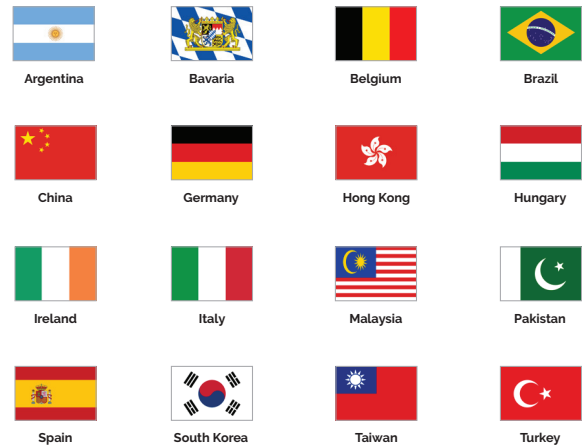 Argentina
Bavaria
Belgium
Brazil
China
Germany
Hong Kong
Hungary
Ireland
Italy
Malaysia
Pakistan
Spain
South Korea
Taiwan
Turkey